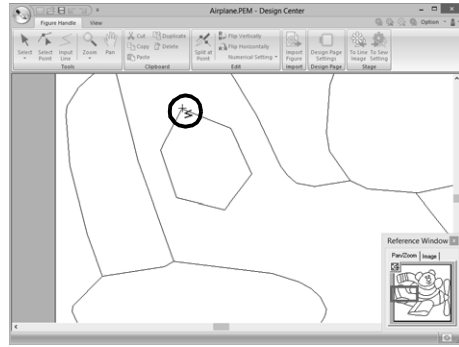 Airplane.PEM - Design Center
Figure Handle View Option
Select Select Point Input Line Zoom Pan
Cut Duplicate
Copy Delete
Paste
Split at Point
Flip Vertically
Flip Horizontally
Numerical Setting
Import Figure
Design Page Settings
To Line Image
To Sew Setting
Tools Clipboard Edit Import Design Page Stage
Reference Window
Pan/Zoom Image